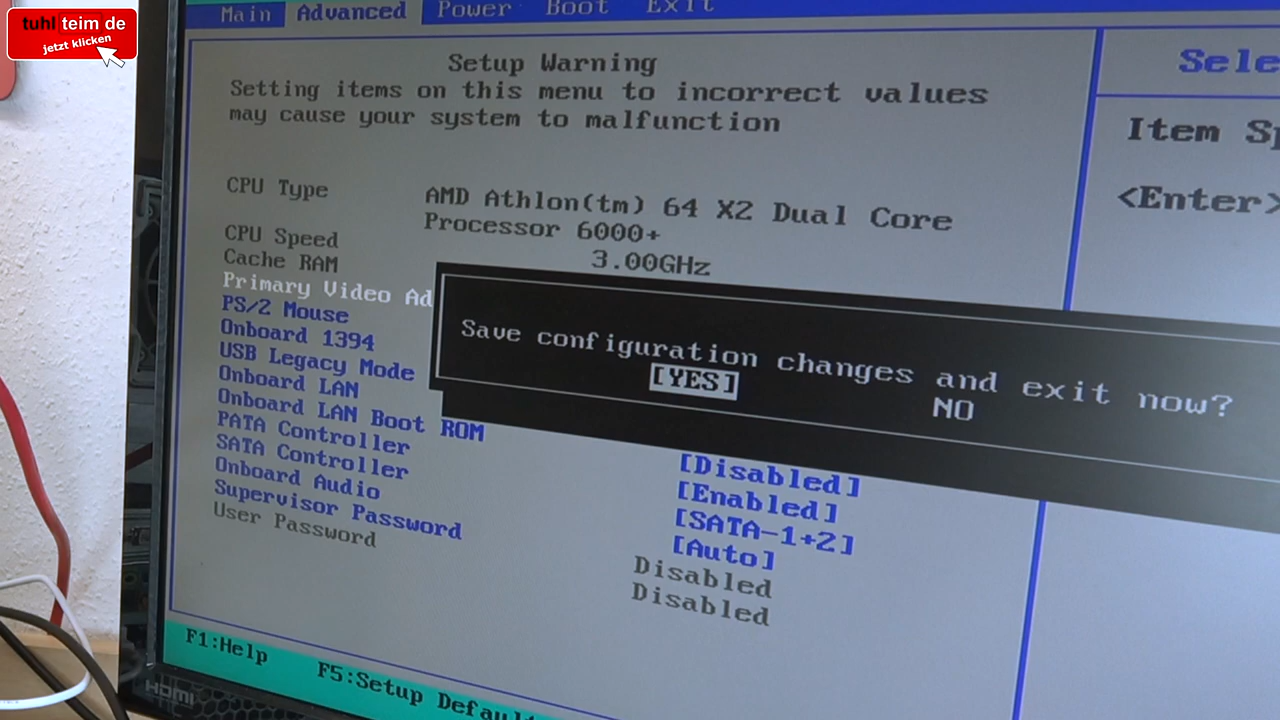 tuhl teim de
jetzt klicken
Main Advanced Power Boot Exit
Setup Warning
Setting items on this menu to incorrect values
may cause your system to malfunction
Item
<Enter>
CPU Type AMD Athlon(tm) 64 X2 Dual Core
Processor 6000+
CPU Speed 3.00GHz
Cache RAM
Primary Video Ad
PS/2 Mouse
Onboard 1394
USB Legacy Mode
Onboard LAN
Onboard LAN Boot ROM [Disabled]
PATA Controller [Enabled]
SATA Controller [SATA-1+2]
Onboard Audio [Auto]
Supervisor Password Disabled
User Password Disabled
Save configuration changes and exit now?
[YES] NO
F1:Help F5:Setup
HDMI